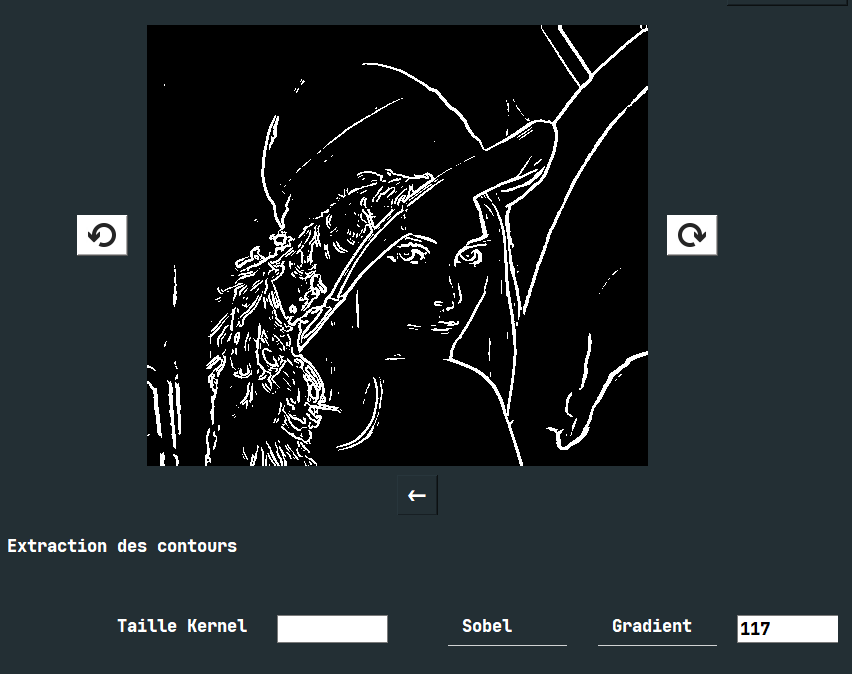 Extraction des contours
Taille Kernel Sobel Gradient 117